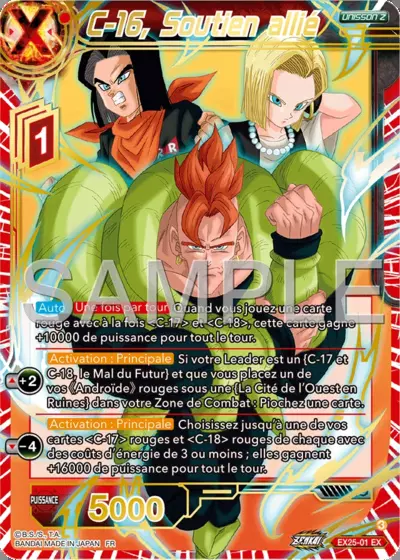 UNISSON Z
C-16, Soutien allié
X
1
SAMPLE
Auto Une fois par tour Quand vous jouez une carte
rouge avec à la fois <C-17> et <C-18>, cette carte gagne
+10000 de puissance pour tout le tour.
Activation : Principale Si votre Leader est un {C-17 et
C-18, le Mal du Futur} et que vous placez un de
+2 vos 《Androïde》 rouges sous une {La Cité de l'Ouest en
Ruines} dans votre Zone de Combat : Piochez une carte.
Activation : Principale Choisissez jusqu'à une de vos
cartes <C-17> rouges et <C-18> rouges de chaque avec
-4 des coûts d'énergie de 3 ou moins ; elles gagnent
+16000 de puissance pour tout le tour.
PUISSANCE 5000
3
©B.S./S., T.A.
BANDAI MADE IN JAPAN FR
EX25-01 EX